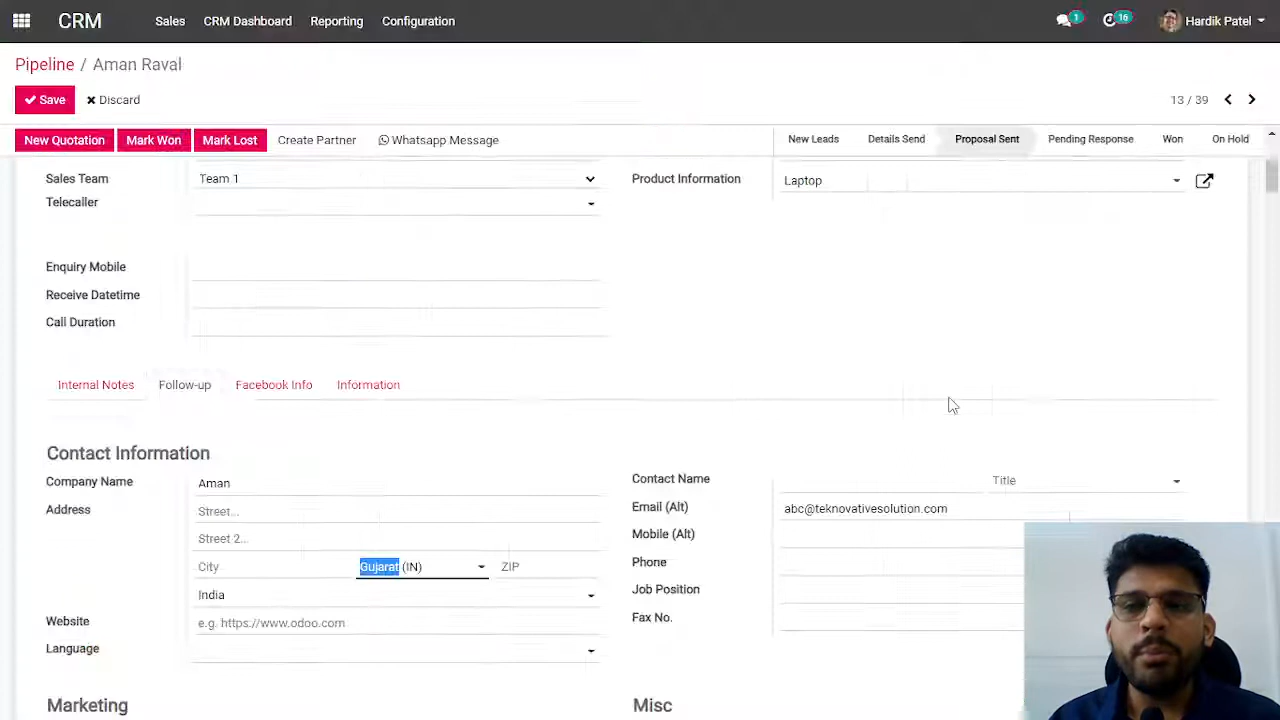 CRM Sales CRM Dashboard Reporting Configuration 1 16 Hardik Patel
Pipeline / Aman Raval
Save Discard 13 / 39
New Quotation Mark Won Mark Lost Create Partner Whatsapp Message New Leads Details Send Proposal Sent Pending Response Won On Hold
Sales Team Team 1 Product Information Laptop
Telecaller
Enquiry Mobile
Receive Datetime
Call Duration
Internal Notes Follow-up Facebook Info Information
Contact Information
Company Name Aman Contact Name Title
Address Street... Email (Alt) abc@teknovativesolution.com
Street 2... Mobile (Alt)
City Gujarat (IN) ZIP Phone
India Job Position
Website e.g. https://www.odoo.com Fax No.
Language
Marketing Misc